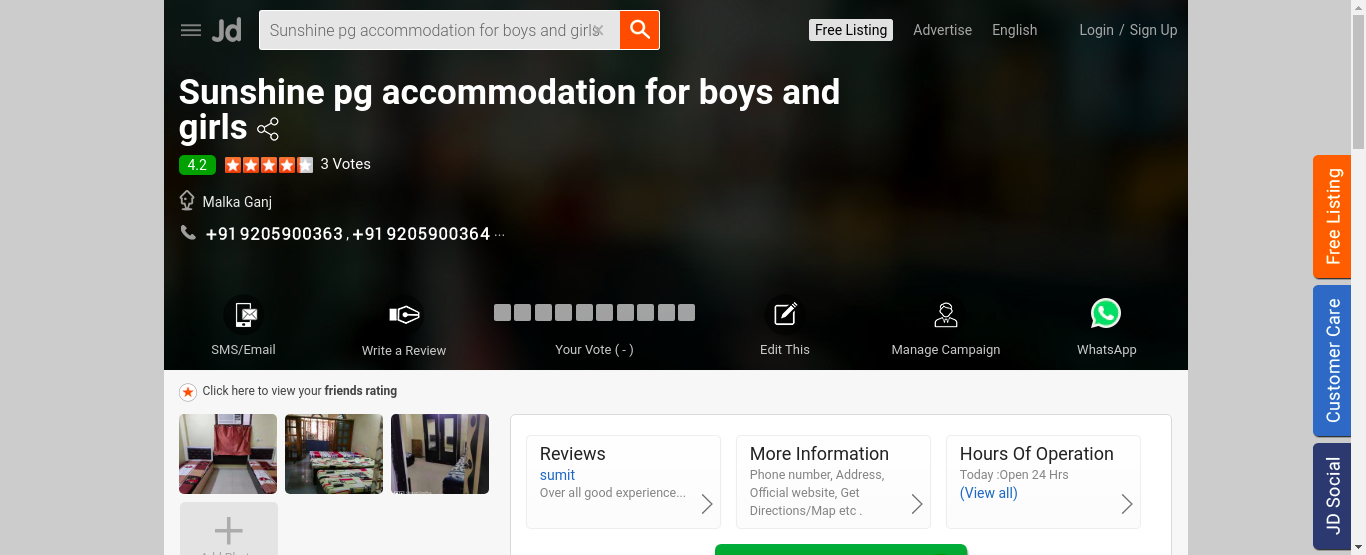 Jd
Sunshine pg accommodation for boys and girls
Free Listing
Advertise
English
Login / Sign Up
Sunshine pg accommodation for boys and
girls
4.2
3 Votes
Malka Ganj
+91 9205900363 , +91 9205900364 ...
SMS/Email
Write a Review
Your Vote ( - )
Edit This
Manage Campaign
WhatsApp
Click here to view your friends rating
Reviews
sumit
Over all good experience...
More Information
Phone number, Address,
Official website, Get
Directions/Map etc .
Hours Of Operation
Today :Open 24 Hrs
(View all)
Free Listing
Customer Care
JD Social